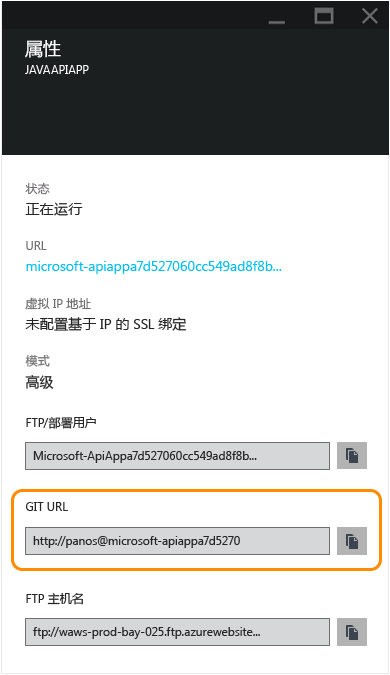 属性
JAVAAPIAPP
状态
正在运行
URL
microsoft-apiappa7d527060cc549ad8f8b...
虚拟 IP 地址
未配置基于 IP 的 SSL 绑定
模式
高级
FTP/部署用户
Microsoft-ApiAppa7d527060cc549ad8f8b...
GIT URL
http://panos@microsoft-apiappa7d5270
FTP 主机名
ftp://waws-prod-bay-025.ftp.azurewebsite...